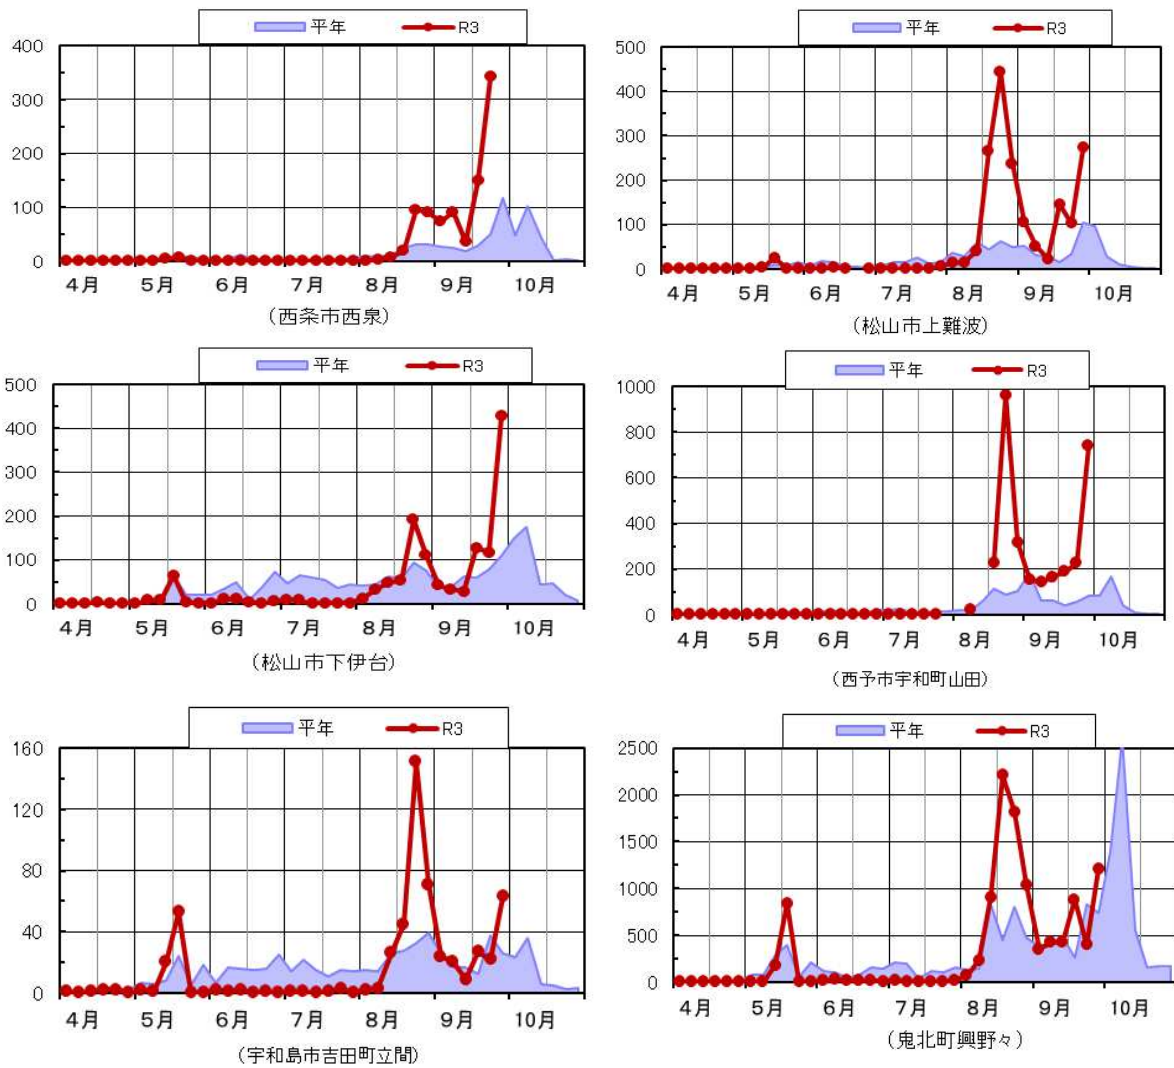 平年 R3
400
300
200
100
0
4月 5月 6月 7月 8月 9月 10月
(西条市西泉)
平年 R3
500
400
300
200
100
0
4月 5月 6月 7月 8月 9月 10月
(松山市上難波)
平年 R3
500
400
300
200
100
0
4月 5月 6月 7月 8月 9月 10月
(松山市下伊台)
平年 R3
1000
800
600
400
200
0
4月 5月 6月 7月 8月 9月 10月
(西予市宇和町山田)
平年 R3
160
120
80
40
0
4月 5月 6月 7月 8月 9月 10月
(宇和島市吉田町立間)
平年 R3
2500
2000
1500
1000
500
0
4月 5月 6月 7月 8月 9月 10月
(鬼北町興野々)